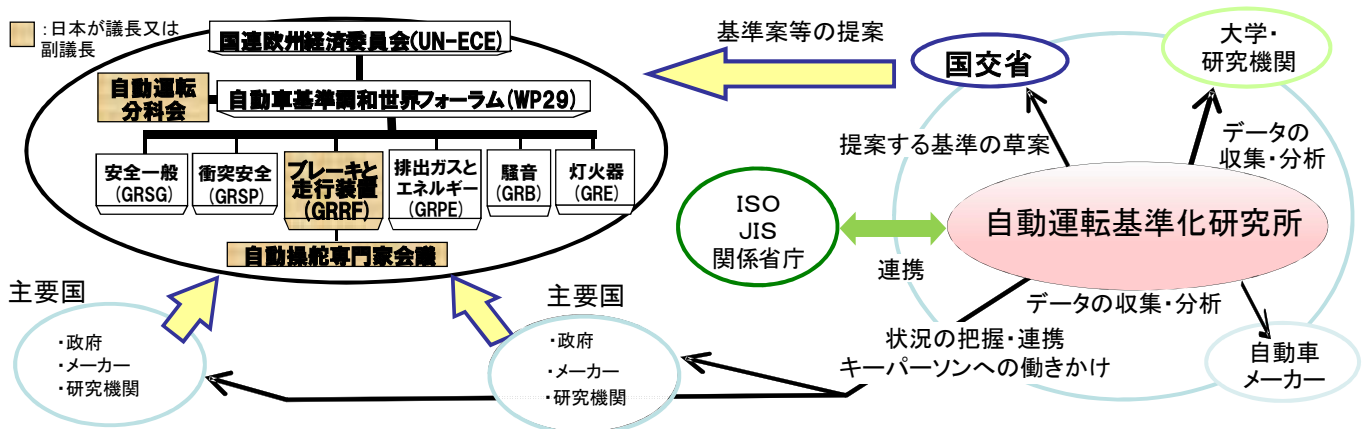 :日本が議長又は
副議長
国連欧州経済委員会(UN-ECE)
自動運転
分科会
自動車基準調和世界フォーラム(WP29)
安全一般
(GRSG)
衝突安全
(GRSP)
ブレーキと
走行装置
(GRRF)
排出ガスと
エネルギー
(GRPE)
騒音
(GRB)
灯火器
(GRE)
自動操舵専門家会議
主要国
・政府
・メーカー
・研究機関
主要国
・政府
・メーカー
・研究機関
基準案等の提案
国交省
大学・
研究機関
提案する基準の草案
データの
収集・分析
ISO
JIS
関係省庁
連携
自動運転基準化研究所
データの収集・分析
状況の把握・連携
キーパーソンへの働きかけ
自動車
メーカー